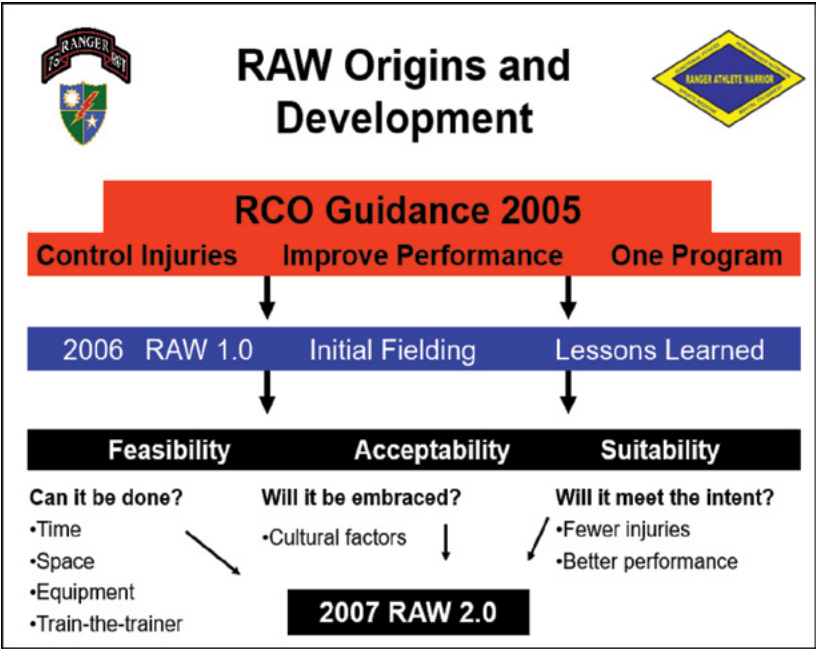 75 RANGER RGT
RAW Origins and
Development
RANGER ATHLETE WARRIOR
RCO Guidance 2005
Control Injuries Improve Performance One Program
2006 RAW 1.0 Initial Fielding Lessons Learned
Feasibility Acceptability Suitability
Can it be done? Will it be embraced? Will it meet the intent?
•Time •Cultural factors •Fewer injuries
•Space •Better performance
•Equipment
•Train-the-trainer
2007 RAW 2.0